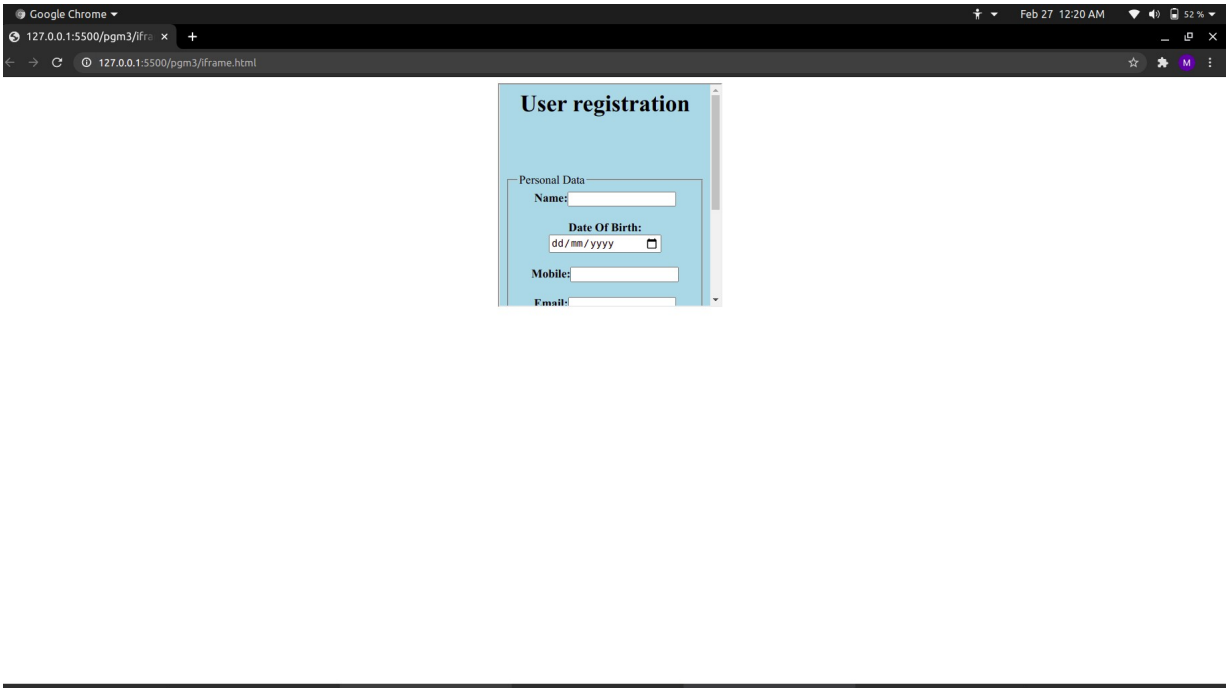 Google Chrome
Feb 27 12:20 AM
52 %
127.0.0.1:5500/pgm3/ifra
127.0.0.1:5500/pgm3/iframe.html
M
User registration
Personal Data
Name:
Date Of Birth:
dd/mm/yyyy
Mobile:
Email: